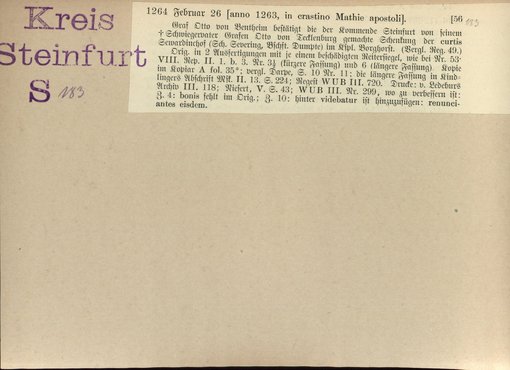 Kreis
Steinfurt
S 183
1264 Februar 26 [anno 1263, in crastino Mathie apostoli]. [56
183
Graf Otto von Bentheim bestätigt die der Kommende Steinfurt von seinem
† Schwiegervater Grafen Otto von Tecklenburg gemachte Schenkung der curtis
Sewardinchof (Sch. Severing, Bschft. Dumpte) im Kspl. Borghorst. (Vergl. Reg. 49.)
Orig. in 2 Ausfertigungen mit je einem beschädigten Reitersiegel, wie bei Nr. 53
VIII. Rep. II. 1. b. 3. Nr. (kürzere Fassung) und 6 (längere Fassung). Kopie
im Kopiar A fol. vergl. Darpe, S. 10 Nr. 11; die längere Fassung in Kind-
lingers Abschrift Mst. II. 13. S. 224; Regest WUB III. 720. Drucke: v. Ledeburs
Archiv III. 118; Niesert, V. S. 43; WUB III. Nr. 299, wo zu verbessern ist:
Z. 4: bonis fehlt im Orig.; Z. 10: hinter videbatur ist hinzuzufügen: renunci-
antes eisdem.